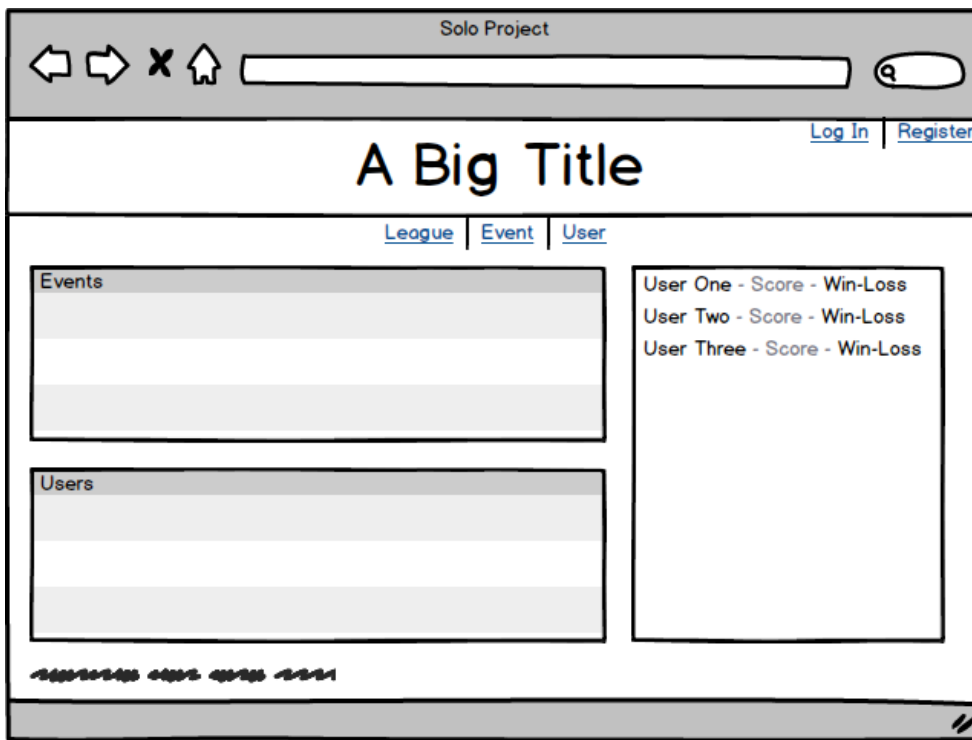 Solo Project
Log In Register
A Big Title
League Event User
Events
User One - Score - Win-Loss
User Two - Score - Win-Loss
User Three - Score - Win-Loss
Users